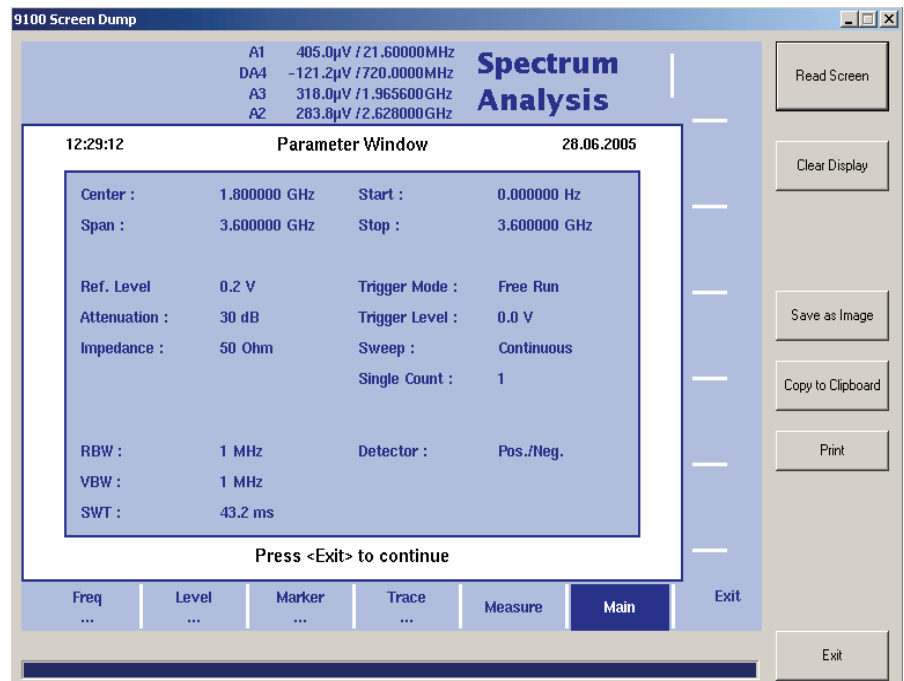 9100 Screen Dump
A1 405.0µV / 21.60000MHz
DA4 -121.2µV /720.0000MHz
A3 318.0µV /1.965600GHz
A2 283.8µV /2.628000GHz
Spectrum
Analysis
12:29:12 Parameter Window 28.06.2005
Center : 1.800000 GHz Start : 0.000000 Hz
Span : 3.600000 GHz Stop : 3.600000 GHz
Ref. Level 0.2 V Trigger Mode : Free Run
Attenuation : 30 dB Trigger Level : 0.0 V
Impedance : 50 Ohm Sweep : Continuous
Single Count : 1
RBW : 1 MHz Detector : Pos./Neg.
VBW : 1 MHz
SWT : 43.2 ms
Press <Exit> to continue
Freq ... Level ... Marker ... Trace ... Measure Main Exit
Read Screen
Clear Display
Save as Image
Copy to Clipboard
Print
Exit